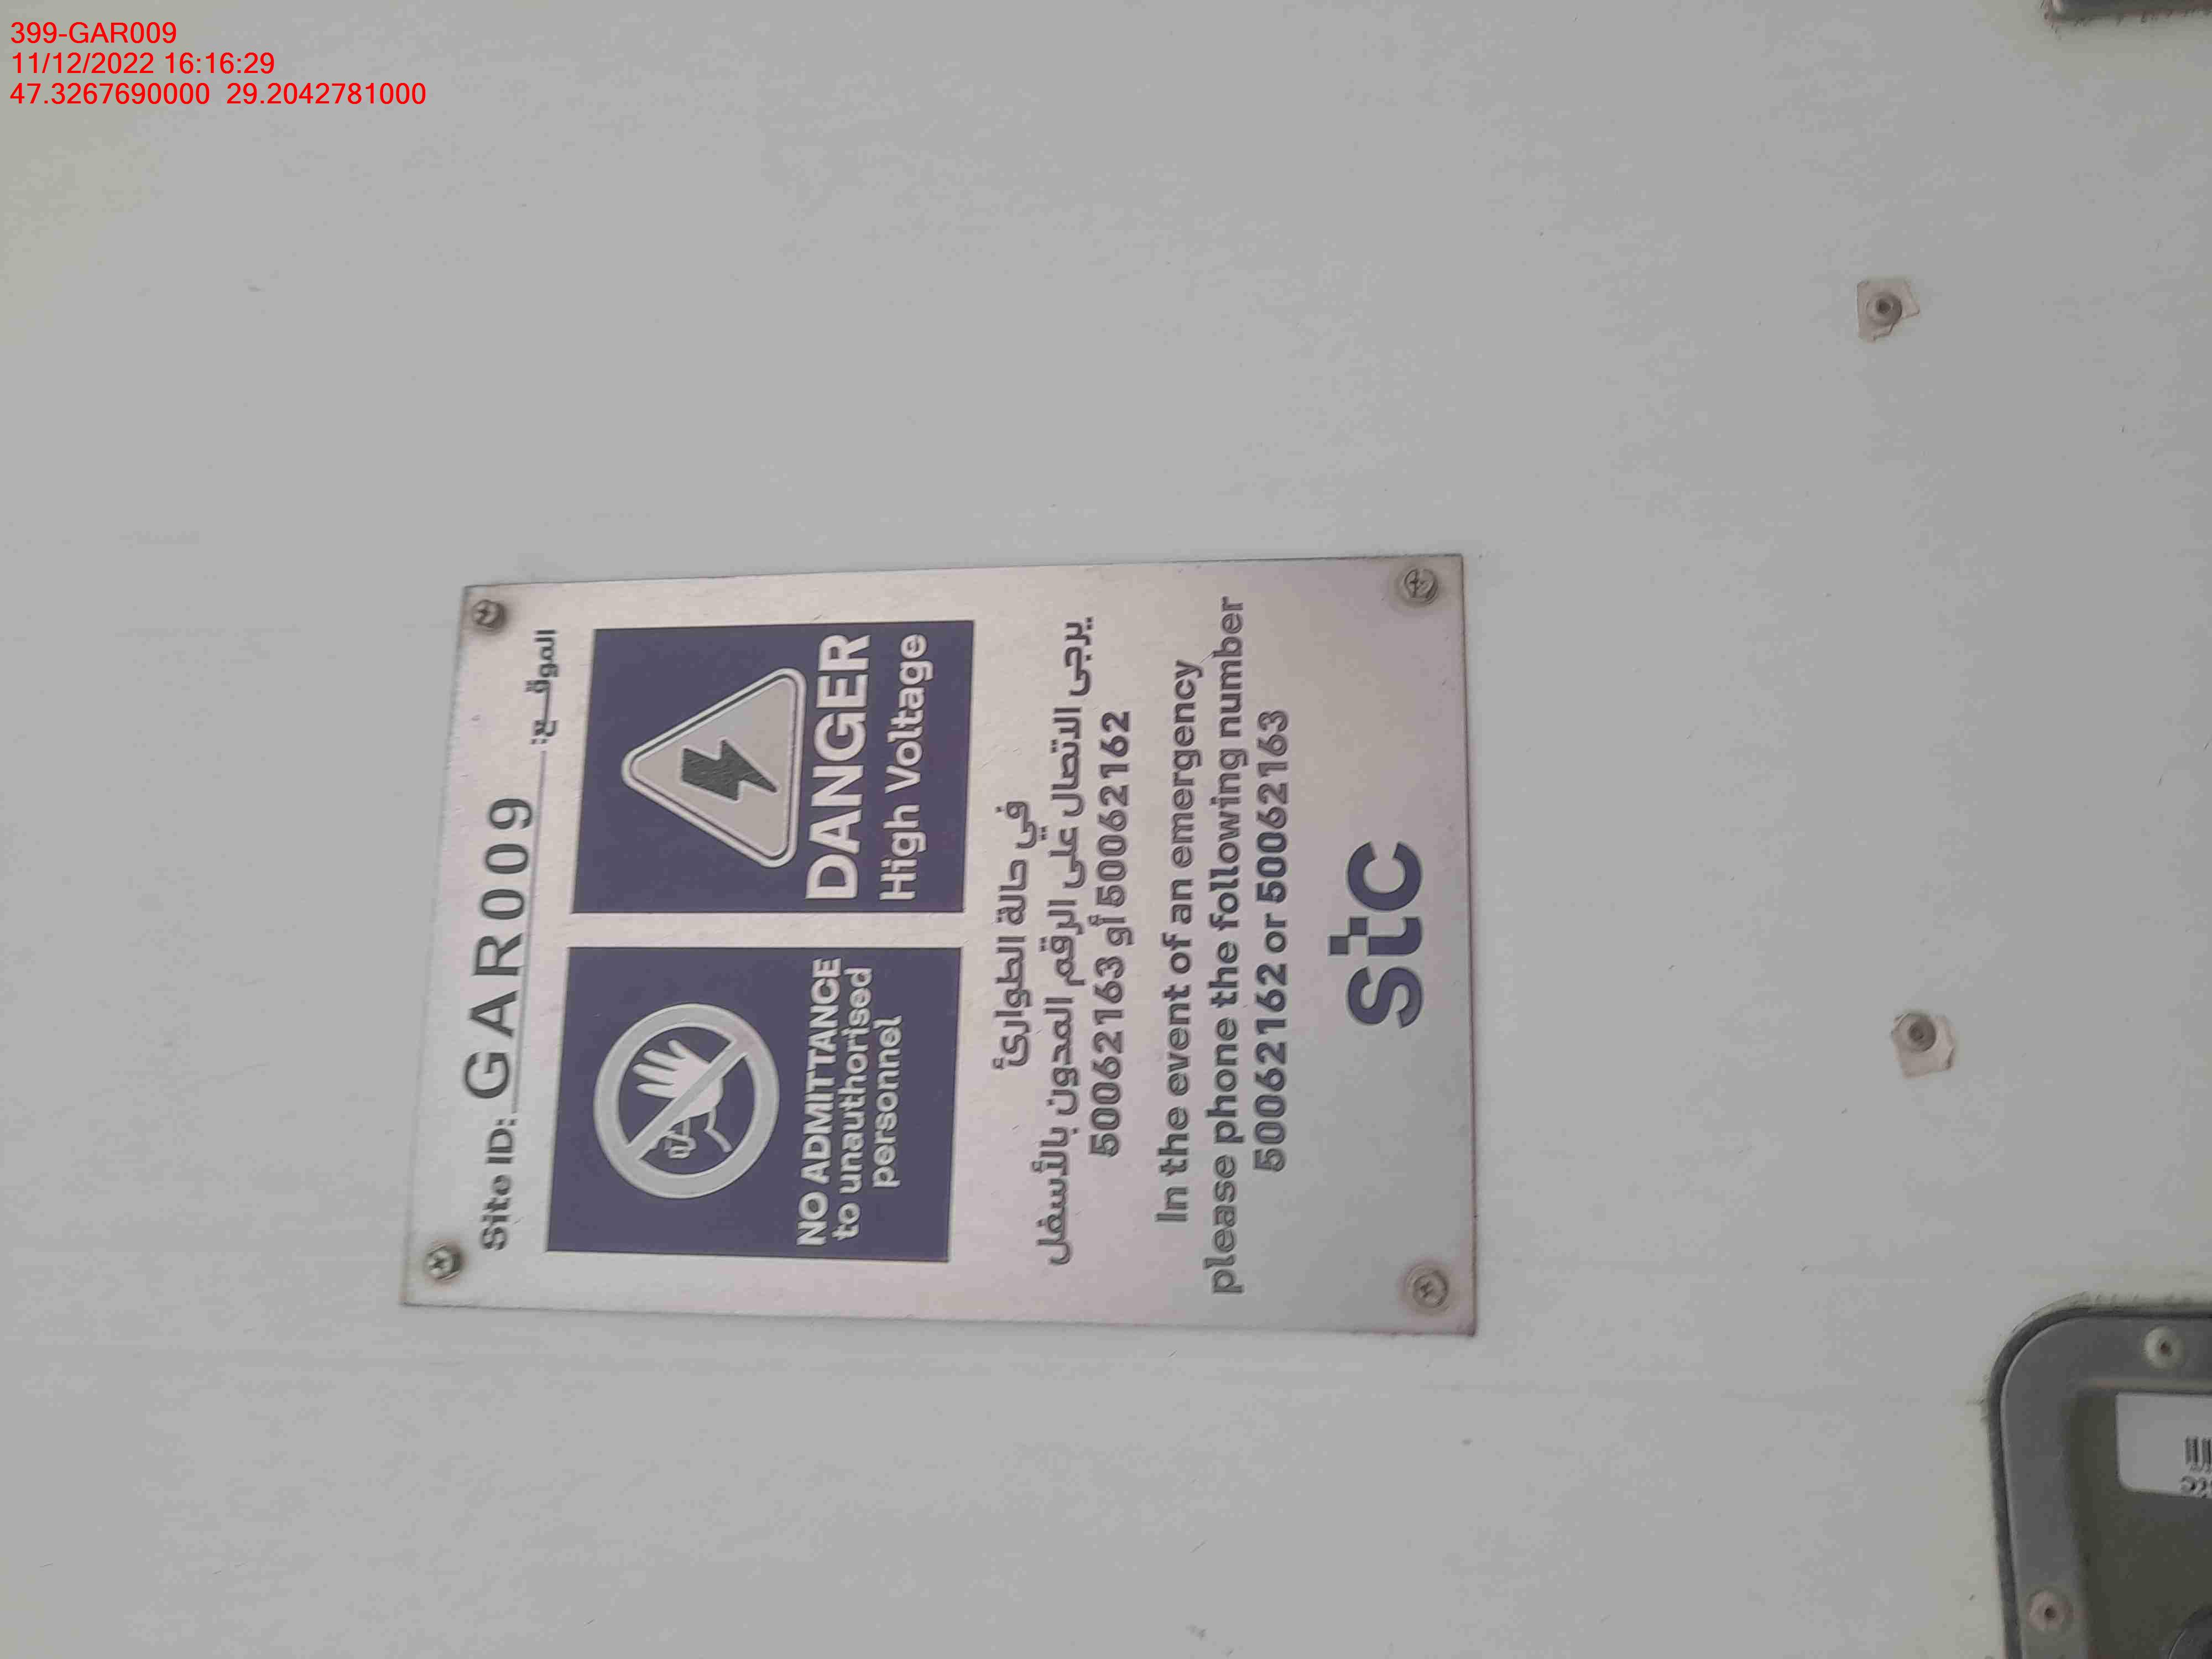 399-GAR009
11/12/2022 16:16:29
47.3267690000 29.2042781000
Site ID: GAR009 الموقـــع:
NO ADMITTANCE
to unauthorised
personnel
DANGER
High Voltage
في حالة الطوارئ
يرجى الاتصال على الرقم المدون بالأسفل
50062162 أو 50062163
In the event of an emergency
please phone the following number
50062162 or 50062163
stc